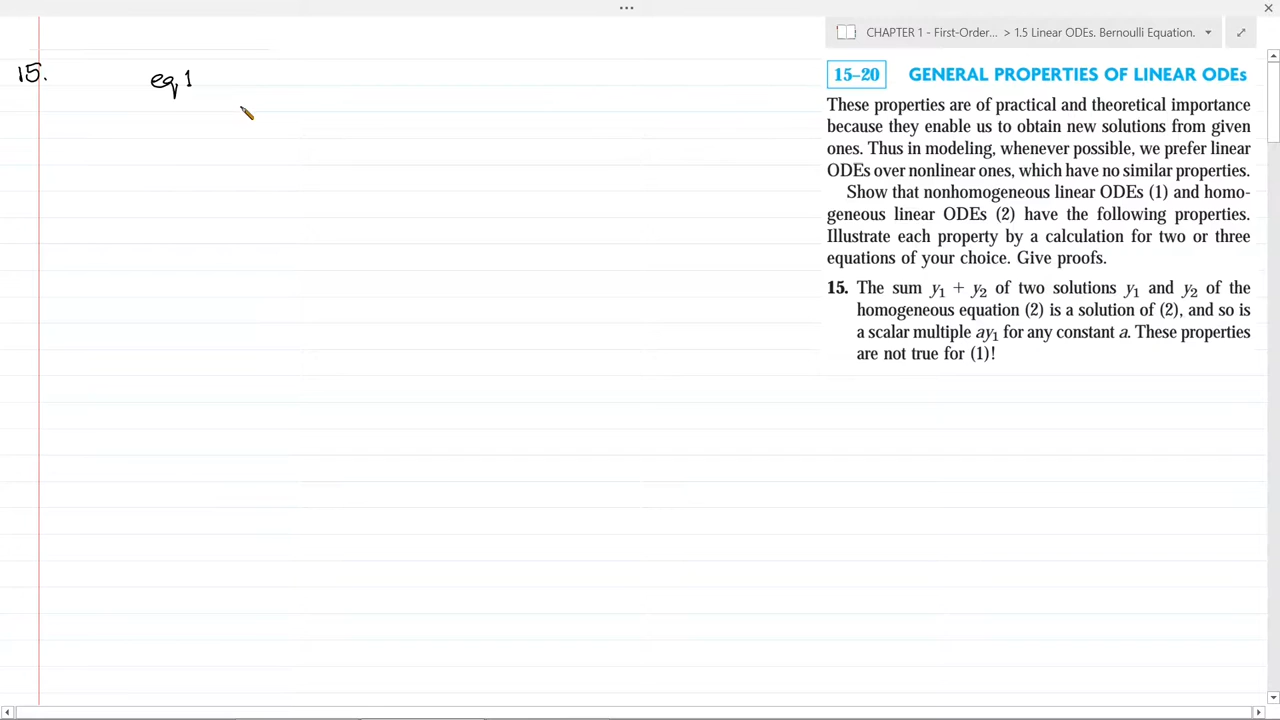 CHAPTER 1 - First-Order... > 1.5 Linear ODEs. Bernoulli Equation.
15.
eq 1
15–20 GENERAL PROPERTIES OF LINEAR ODEs
These properties are of practical and theoretical importance
because they enable us to obtain new solutions from given
ones. Thus in modeling, whenever possible, we prefer linear
ODEs over nonlinear ones, which have no similar properties.
Show that nonhomogeneous linear ODEs (1) and homo-
geneous linear ODEs (2) have the following properties.
Illustrate each property by a calculation for two or three
equations of your choice. Give proofs.
15. The sum y₁ + y₂ of two solutions y₁ and y₂ of the
homogeneous equation (2) is a solution of (2), and so is
a scalar multiple ay₁ for any constant a. These properties
are not true for (1)!